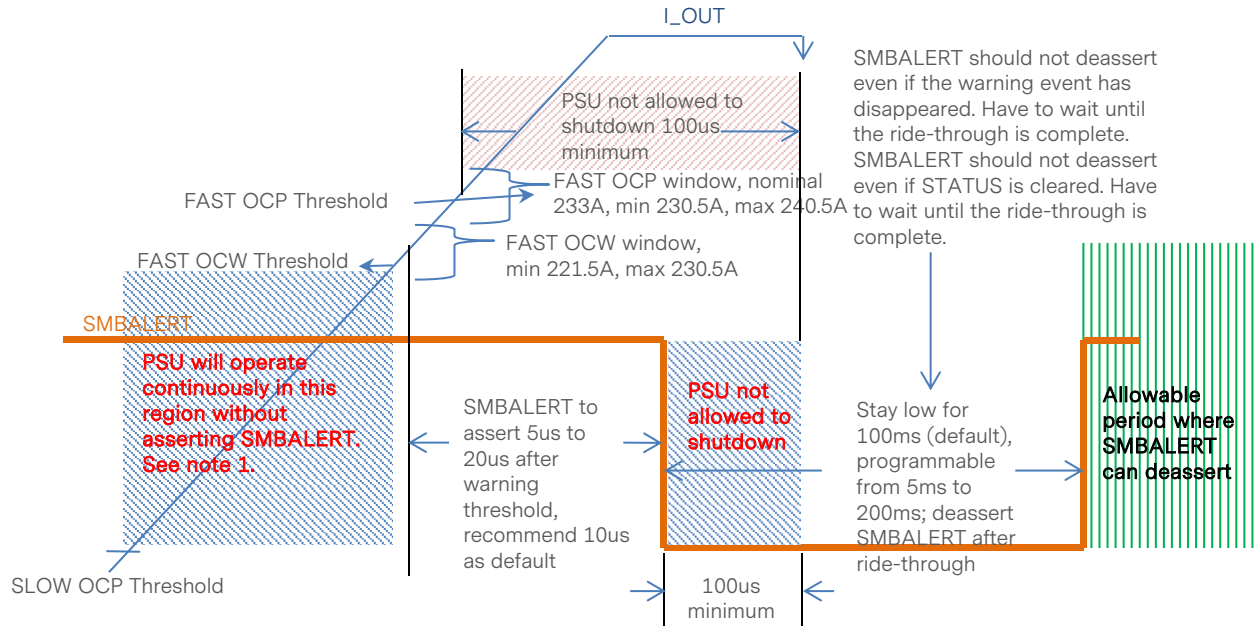 I_OUT
PSU not allowed to
shutdown 100us
minimum
SMBALERT should not deassert
even if the warning event has
disappeared. Have to wait until
the ride-through is complete.
SMBALERT should not deassert
even if STATUS is cleared. Have
to wait until the ride-through is
complete.
FAST OCP Threshold
FAST OCP window, nominal
233A, min 230.5A, max 240.5A
FAST OCW Threshold
FAST OCW window,
min 221.5A, max 230.5A
SMBALERT
PSU will operate
continuously in this
region without
asserting SMBALERT.
See note 1.
SMBALERT to
assert 5us to
20us after
warning
threshold,
recommend 10us
as default
PSU not
allowed to
shutdown
Stay low for
100ms (default),
programmable
from 5ms to
200ms; deassert
SMBALERT after
ride-through
Allowable
period where
SMBALERT
can deassert
SLOW OCP Threshold
100us
minimum